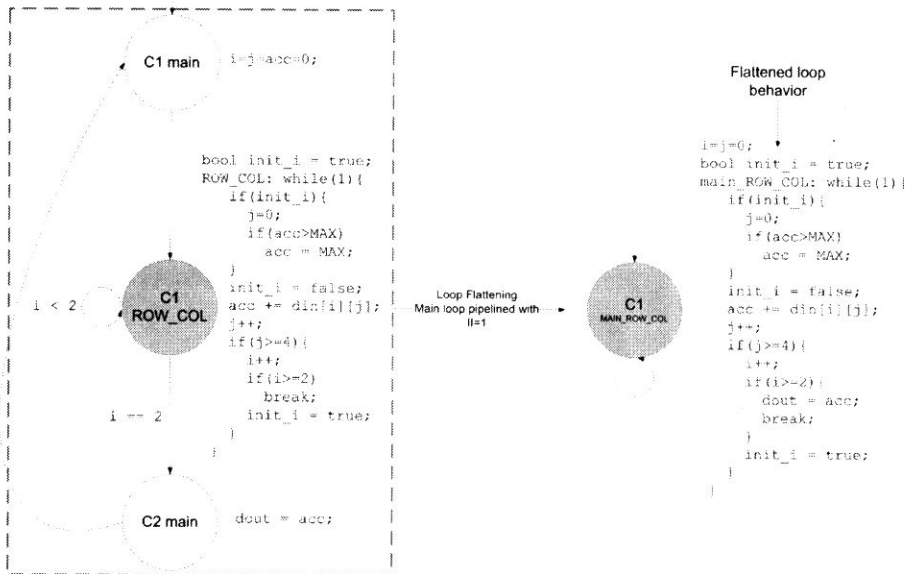 C1 main
i=j=acc=0;
bool init_i = true;
ROW_COL: while(1){
if(init_i){
j=0;
if(acc>MAX)
acc = MAX;
}
init_i = false;
acc += din[i][j];
j++;
if(j>=4){
i++;
if(i>=2)
break;
init_i = true;
}
}
C1
ROW_COL
i < 2
i == 2
C2 main
dout = acc;
Loop Flattening
Main loop pipelined with
II=1
C1
MAIN_ROW_COL
Flattened loop
behavior
i=j=0;
bool init_i = true;
main_ROW_COL: while(1){
if(init_i){
j=0;
if(acc>MAX)
acc = MAX;
}
init_i = false;
acc += din[i][j];
j++;
if(j>=4){
i++;
if(i>=2){
dout = acc;
break;
}
init_i = true;
}
}